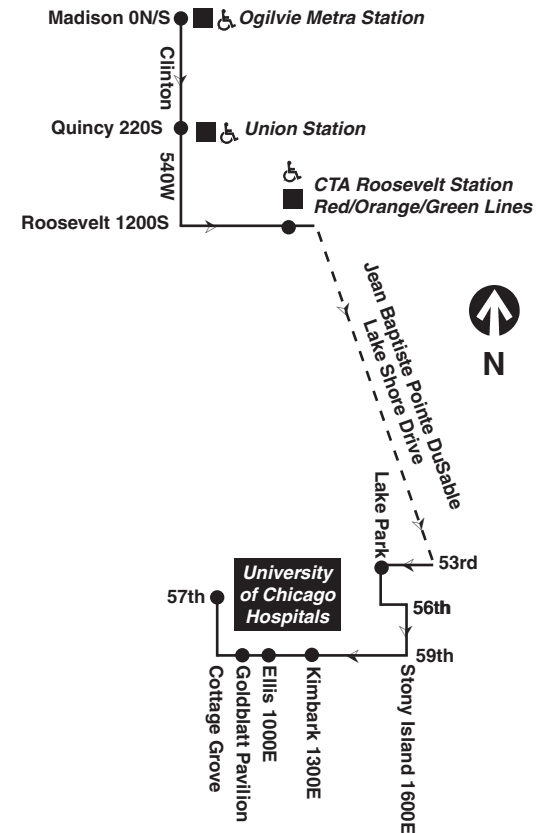 Madison 0N/S
Ogilvie Metra Station
Clinton
Quincy 220S
Union Station
540W
CTA Roosevelt Station
Red/Orange/Green Lines
Roosevelt 1200S
Jean Baptiste Pointe DuSable
Lake Shore Drive
N
Lake Park
53rd
University
of Chicago
Hospitals
57th
56th
59th
Cottage Grove
Goldblatt Pavilion
Ellis 1000E
Kimbark 1300E
Stony Island 1600E